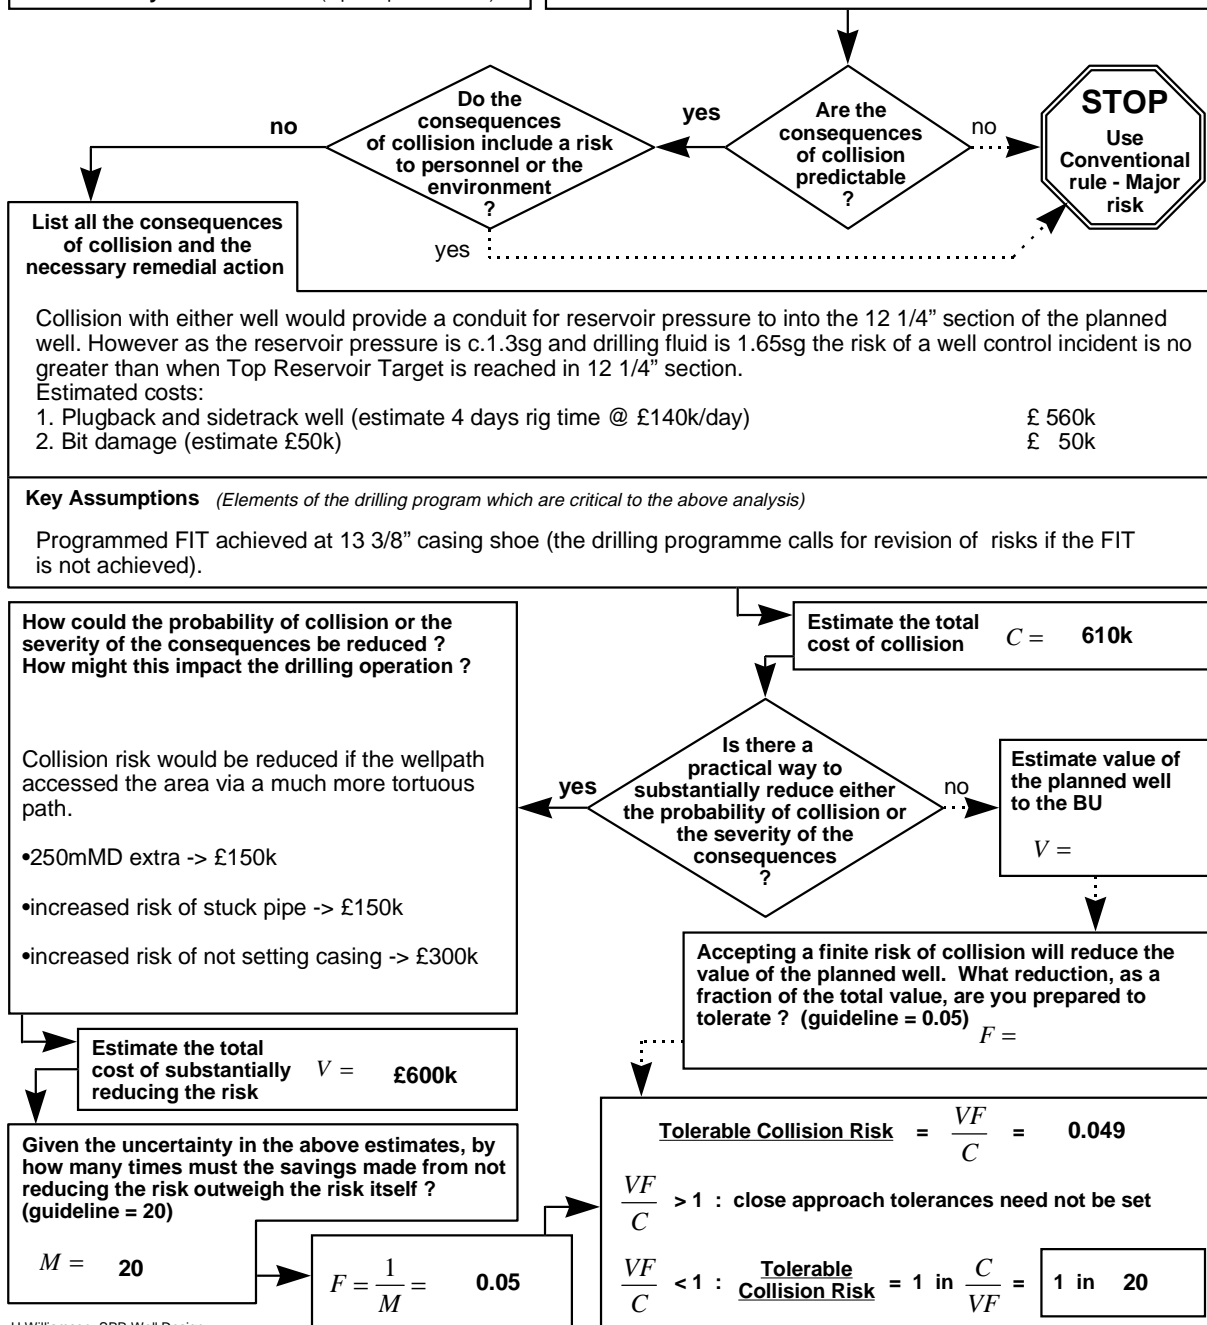 Do the
consequences
of collision include a risk
to personnel or the
environment
?
no
yes
Are the
consequences
of collision
predictable
?
no
STOP
Use
Conventional
rule - Major
risk
yes
List all the consequences
of collision and the
necessary remedial action
Collision with either well would provide a conduit for reservoir pressure to into the 12 1/4" section of the planned
well. However as the reservoir pressure is c.1.3sg and drilling fluid is 1.65sg the risk of a well control incident is no
greater than when Top Reservoir Target is reached in 12 1/4" section.
Estimated costs:
1. Plugback and sidetrack well (estimate 4 days rig time @ £140k/day) £ 560k
2. Bit damage (estimate £50k) £ 50k
Key Assumptions (Elements of the drilling program which are critical to the above analysis)
Programmed FIT achieved at 13 3/8" casing shoe (the drilling programme calls for revision of risks if the FIT
is not achieved).
How could the probability of collision or the
severity of the consequences be reduced ?
How might this impact the drilling operation ?
Collision risk would be reduced if the wellpath
accessed the area via a much more tortuous
path.
•250mMD extra -> £150k
•increased risk of stuck pipe -> £150k
•increased risk of not setting casing -> £300k
Estimate the total
cost of collision
C = 610k
Is there a
practical way to
substantially reduce either
the probability of collision or
the severity of the
consequences
?
yes
no
Estimate value of
the planned well
to the BU
V =
Accepting a finite risk of collision will reduce the
value of the planned well. What reduction, as a
fraction of the total value, are you prepared to
tolerate ? (guideline = 0.05)
F =
Estimate the total
cost of substantially
reducing the risk
V = £600k
Given the uncertainty in the above estimates, by
how many times must the savings made from not
reducing the risk outweigh the risk itself ?
(guideline = 20)
M = 20
F = 1/M = 0.05
Tolerable Collision Risk = VF/C = 0.049
VF/C > 1 : close approach tolerances need not be set
VF/C < 1 : Tolerable Collision Risk = 1 in C/VF = 1 in 20